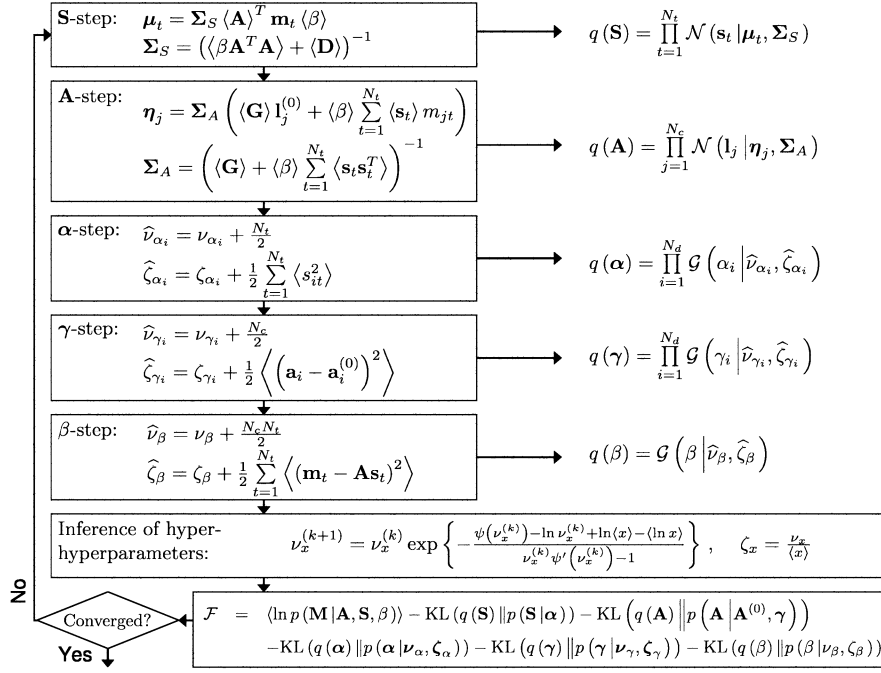 S-step: μ_t = Σ_S ⟨A⟩^T m_t ⟨β⟩
Σ_S = (⟨βA^T A⟩ + ⟨D⟩)^{-1}
q (S) = ∏_{t=1}^{N_t} 𝒩 (s_t |μ_t, Σ_S )
A-step: η_j = Σ_A (⟨G⟩ l_j^{(0)} + ⟨β⟩ ∑_{t=1}^{N_t} ⟨s_t⟩ m_{jt})
Σ_A = (⟨G⟩ + ⟨β⟩ ∑_{t=1}^{N_t} ⟨s_t s_t^T⟩)^{-1}
q (A) = ∏_{j=1}^{N_c} 𝒩 (l_j |η_j, Σ_A)
α-step: ν̂_{α_i} = ν_{α_i} + N_t/2
ζ̂_{α_i} = ζ_{α_i} + 1/2 ∑_{t=1}^{N_t} ⟨s_{it}^2⟩
q (α) = ∏_{i=1}^{N_d} 𝒢 (α_i |ν̂_{α_i}, ζ̂_{α_i})
γ-step: ν̂_{γ_i} = ν_{γ_i} + N_c/2
ζ̂_{γ_i} = ζ_{γ_i} + 1/2 ⟨(a_i − a_i^{(0)})^2⟩
q (γ) = ∏_{i=1}^{N_d} 𝒢 (γ_i |ν̂_{γ_i}, ζ̂_{γ_i})
β-step: ν̂_β = ν_β + N_c N_t/2
ζ̂_β = ζ_β + 1/2 ∑_{t=1}^{N_t} ⟨(m_t − As_t)^2⟩
q (β) = 𝒢 (β |ν̂_β, ζ̂_β)
Inference of hyper-
hyperparameters:
ν_x^{(k+1)} = ν_x^{(k)} exp {−(ψ(ν_x^{(k)})−ln ν_x^{(k)}+ln⟨x⟩−⟨ln x⟩)/(ν_x^{(k)} ψ′(ν_x^{(k)})−1)} , ζ_x = ν_x/⟨x⟩
No
Converged?
Yes
ℱ = ⟨ln p (M |A, S, β)⟩ − KL (q (S) ||p (S |α)) − KL (q (A) ||p (A |A^{(0)}, γ))
−KL (q (α) ||p (α |ν_α, ζ_α)) − KL (q (γ) ||p (γ |ν_γ, ζ_γ)) − KL (q (β) ||p (β |ν_β, ζ_β))